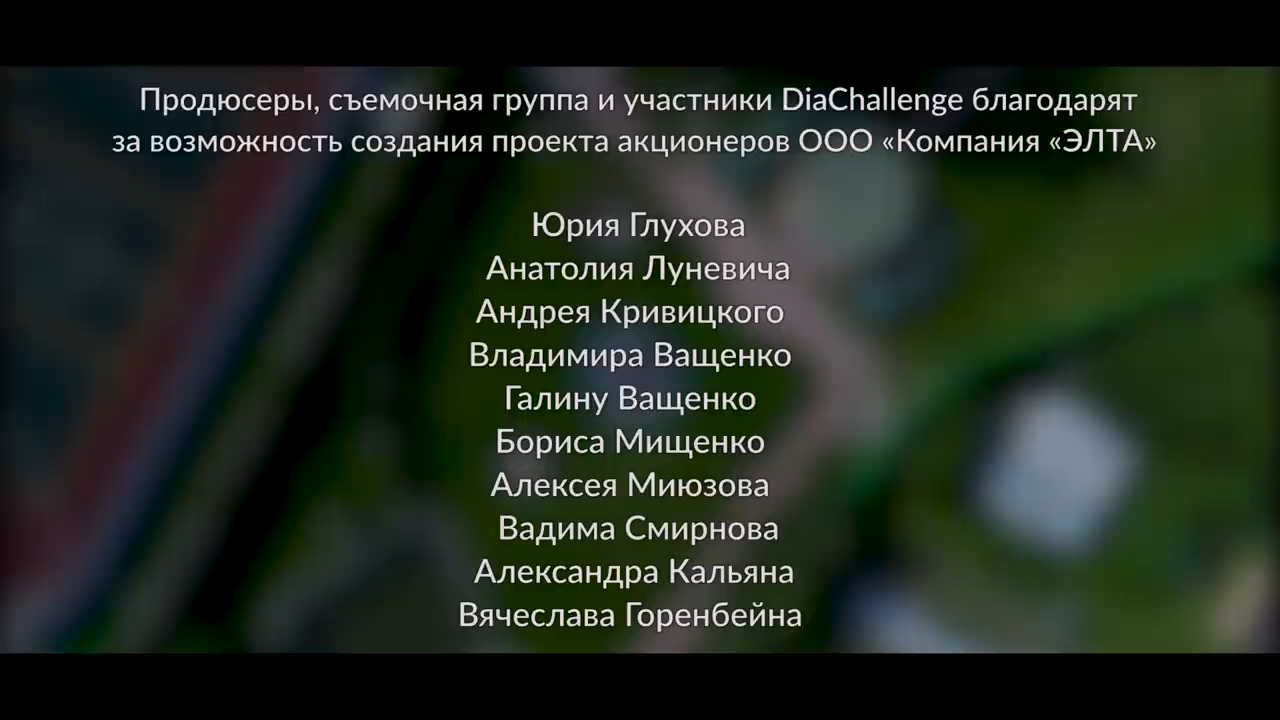 Продюсеры, съемочная группа и участники DiaChallenge благодарят
за возможность создания проекта акционеров ООО «Компания «ЭЛТА»
Юрия Глухова
Анатолия Луневича
Андрея Кривицкого
Владимира Ващенко
Галину Ващенко
Бориса Мищенко
Алексея Миюзова
Вадима Смирнова
Александра Кальяна
Вячеслава Горенбейна